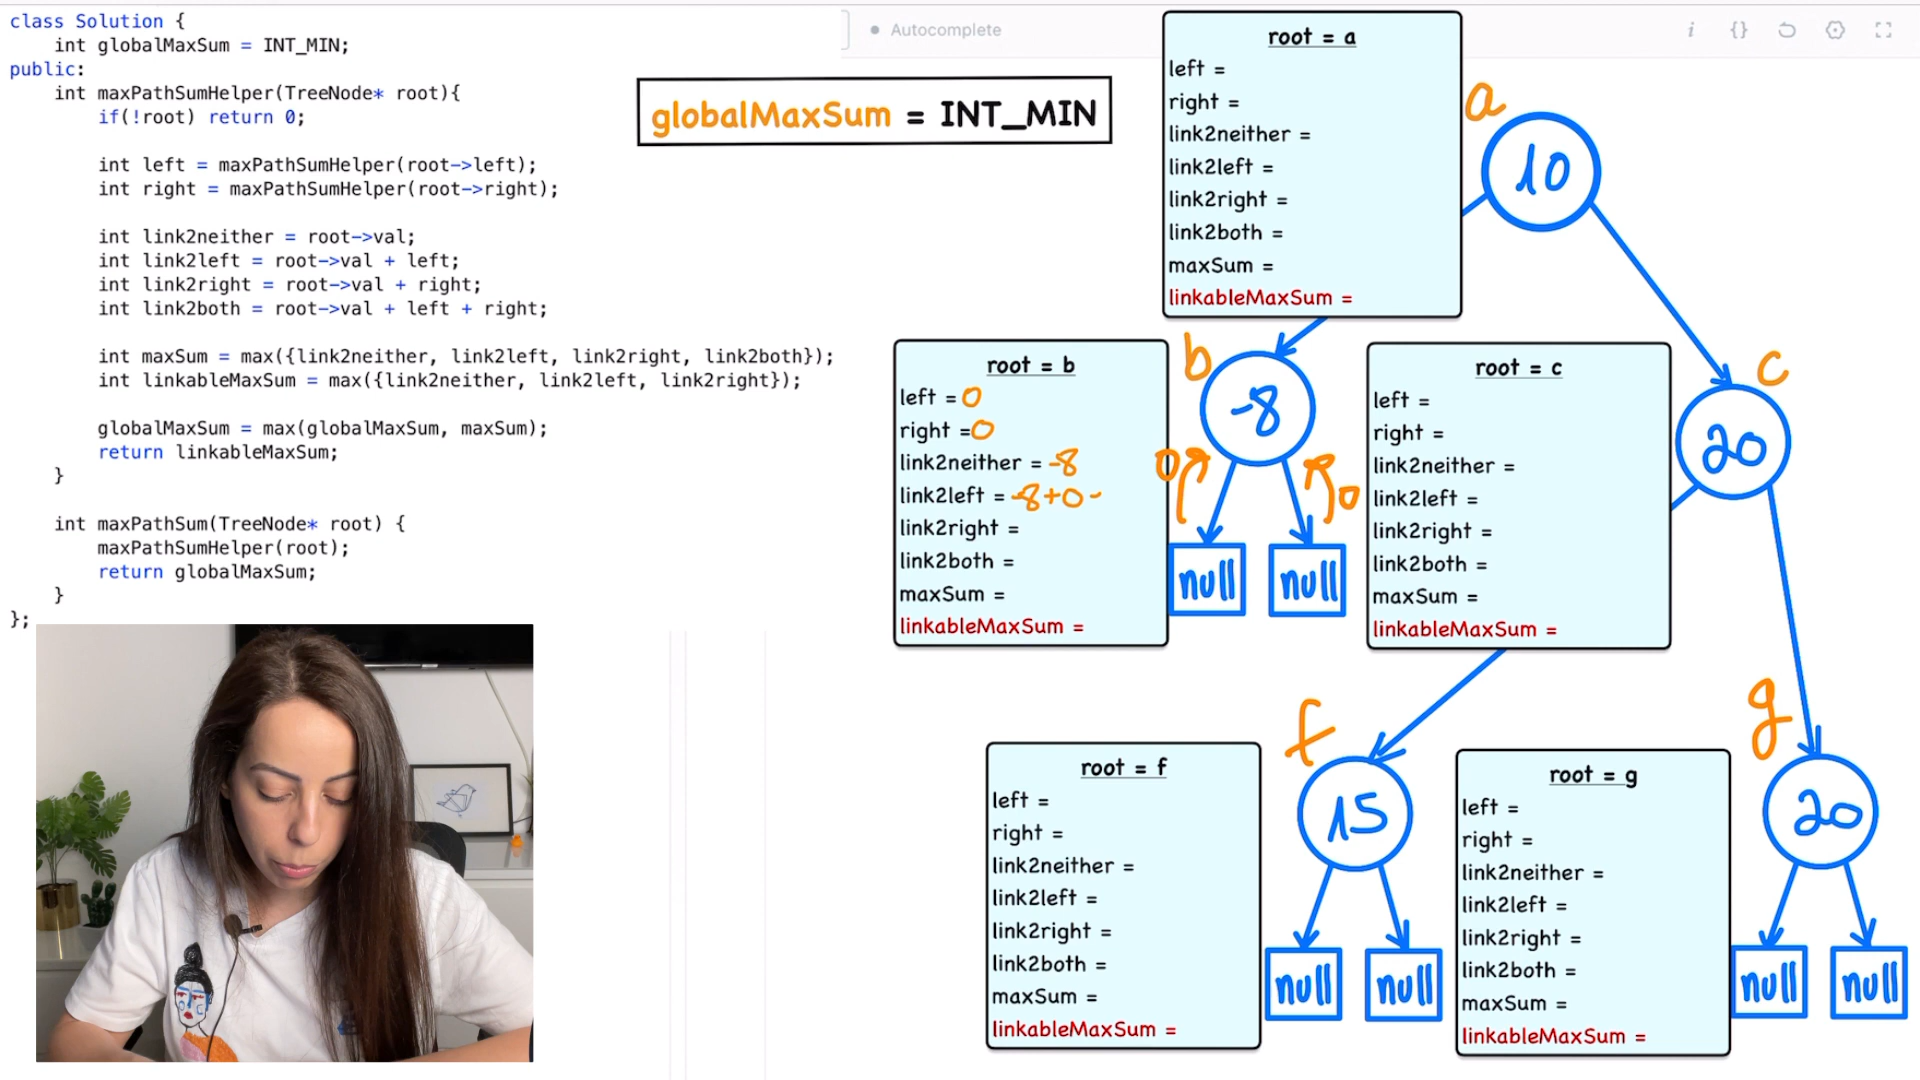 class Solution {
    int globalMaxSum = INT_MIN;
public:
    int maxPathSumHelper(TreeNode* root){
        if(!root) return 0;

        int left = maxPathSumHelper(root->left);
        int right = maxPathSumHelper(root->right);

        int link2neither = root->val;
        int link2left = root->val + left;
        int link2right = root->val + right;
        int link2both = root->val + left + right;

        int maxSum = max({link2neither, link2left, link2right, link2both});
        int linkableMaxSum = max({link2neither, link2left, link2right});

        globalMaxSum = max(globalMaxSum, maxSum);
        return linkableMaxSum;
    }

    int maxPathSum(TreeNode* root) {
        maxPathSumHelper(root);
        return globalMaxSum;
    }
};
Autocomplete
i {}
globalMaxSum = INT_MIN
root = a
left =
right =
link2neither =
link2left =
link2right =
link2both =
maxSum =
linkableMaxSum =
a
10
root = b
left = 0
right = 0
link2neither = -8
link2left = -8+0-
link2right =
link2both =
maxSum =
linkableMaxSum =
b
-8
0
0
null
null
root = c
left =
right =
link2neither =
link2left =
link2right =
link2both =
maxSum =
linkableMaxSum =
c
20
root = f
left =
right =
link2neither =
link2left =
link2right =
link2both =
maxSum =
linkableMaxSum =
f
15
null
null
root = g
left =
right =
link2neither =
link2left =
link2right =
link2both =
maxSum =
linkableMaxSum =
g
20
null
null